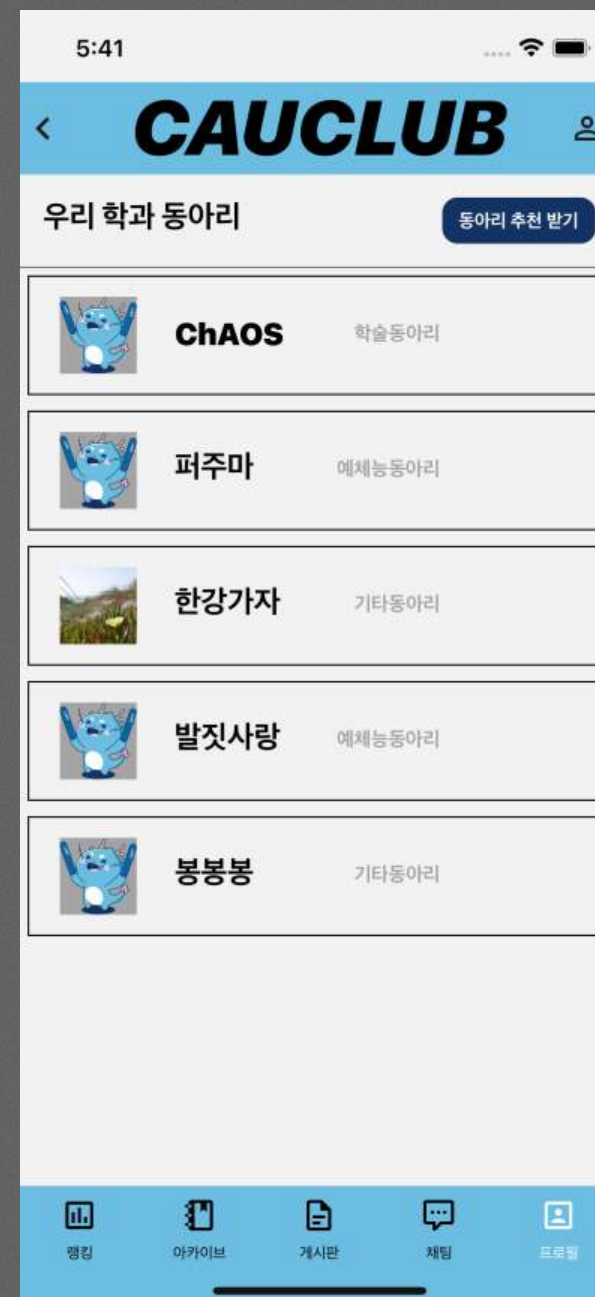 5:41
CAUCLUB
우리 학과 동아리
동아리 추천 받기
ChAOS 학술동아리
퍼주마 예체능동아리
한강가자 기타동아리
발짓사랑 예체능동아리
봉봉봉 기타동아리
랭킹 아카이브 게시판 채팅 프로필